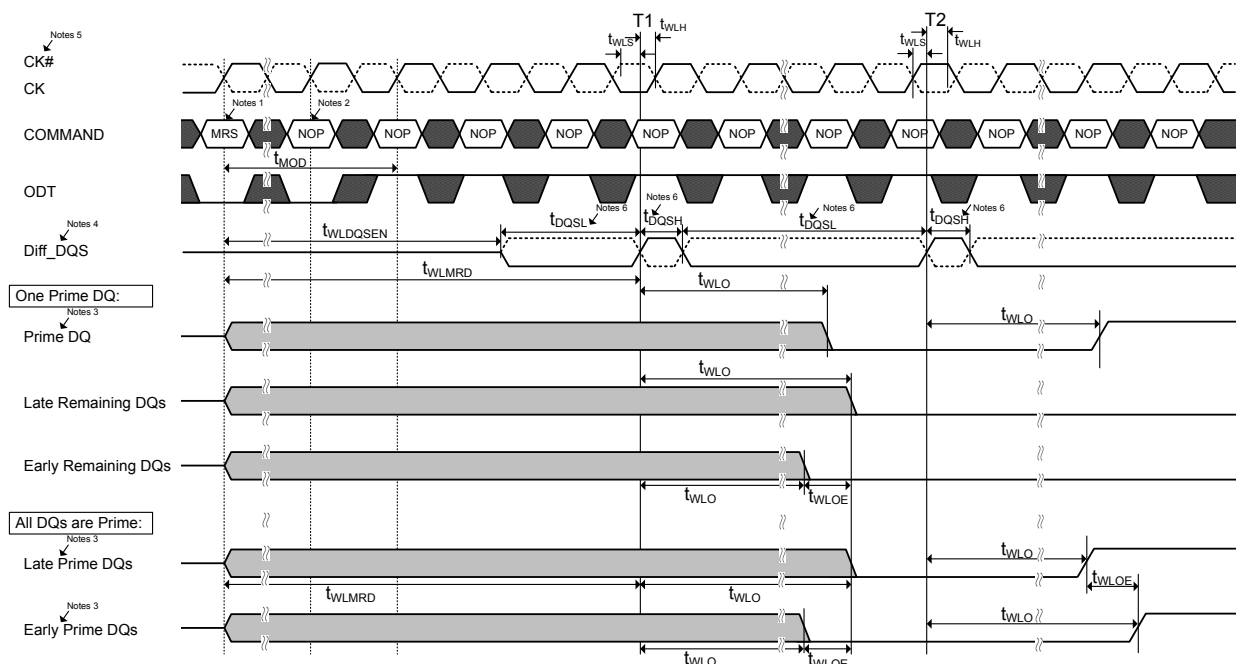 T1
T2
tWLS
tWLH
tWLS
tWLH
Notes 5
CK#
CK
Notes 1
Notes 2
COMMAND
MRS
NOP
NOP
NOP
NOP
NOP
NOP
NOP
NOP
NOP
NOP
NOP
tMOD
ODT
Notes 4
Diff_DQS
tWLDQSEN
tDQSL
Notes 6
tDQSH
Notes 6
tDQSL
Notes 6
tDQSH
Notes 6
tWLMRD
One Prime DQ:
tWLO
Notes 3
Prime DQ
tWLO
tWLO
Late Remaining DQs
Early Remaining DQs
tWLO
tWLOE
All DQs are Prime:
Notes 3
Late Prime DQs
tWLO
tWLMRD
tWLO
tWLOE
Notes 3
Early Prime DQs
tWLO
tWLO
tWLOE